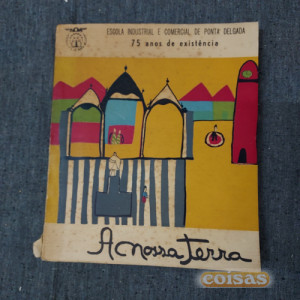 ESCOLA INDUSTRIAL E COMERCIAL DE PONTA DELGADA
75 anos de existência
A nossa terra
coisas